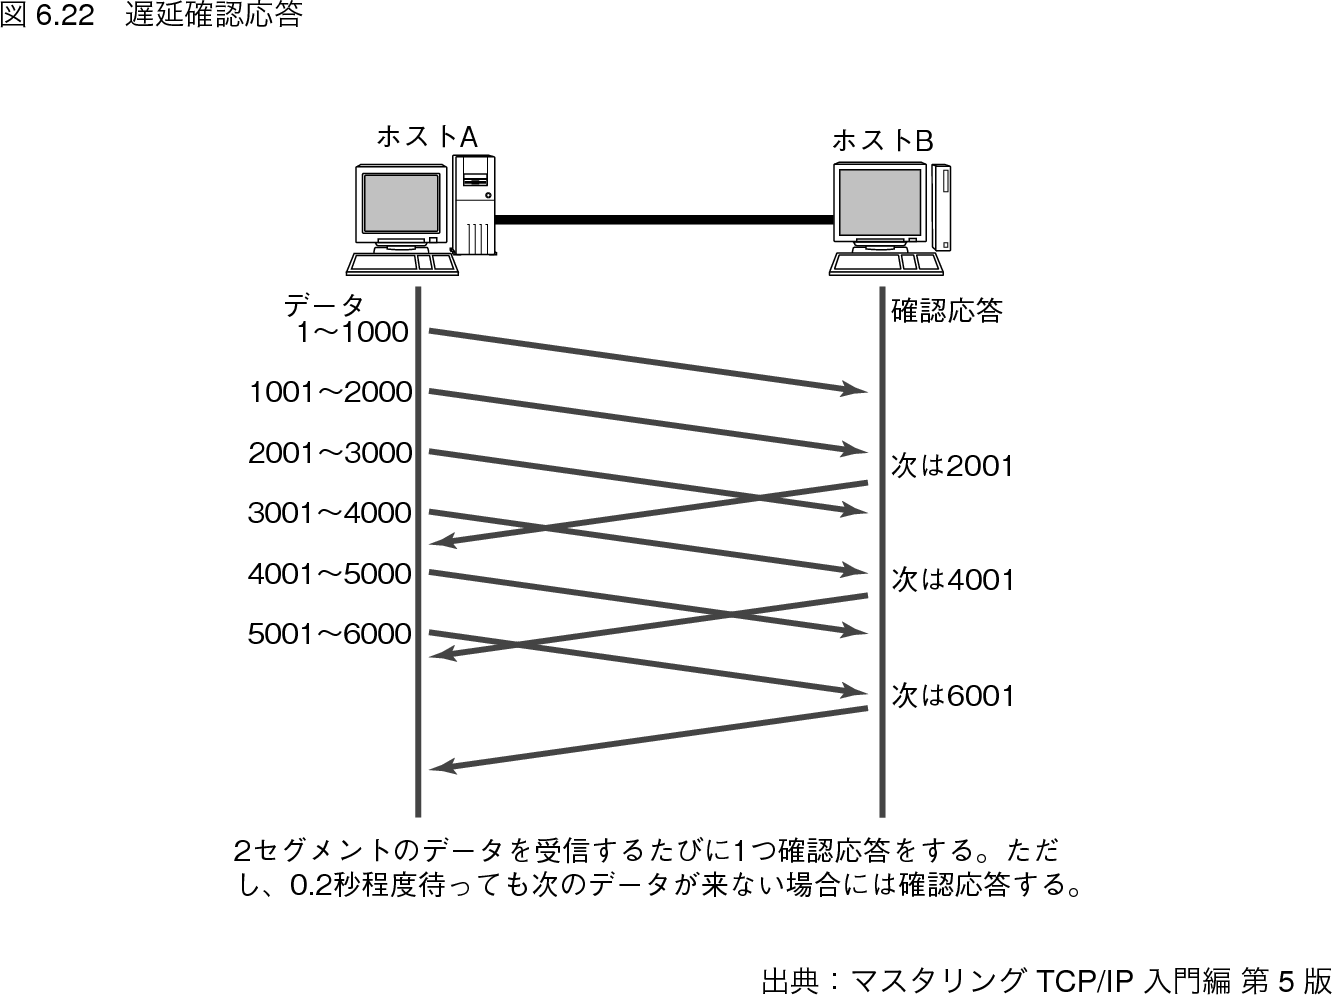 図 6.22　遅延確認応答
ホストA
ホストB
データ
確認応答
1〜1000
1001〜2000
2001〜3000
次は2001
3001〜4000
4001〜5000
次は4001
5001〜6000
次は6001
2セグメントのデータを受信するたびに1つ確認応答をする。ただ
し、0.2秒程度待っても次のデータが来ない場合には確認応答する。
出典：マスタリング TCP/IP 入門編 第 5 版